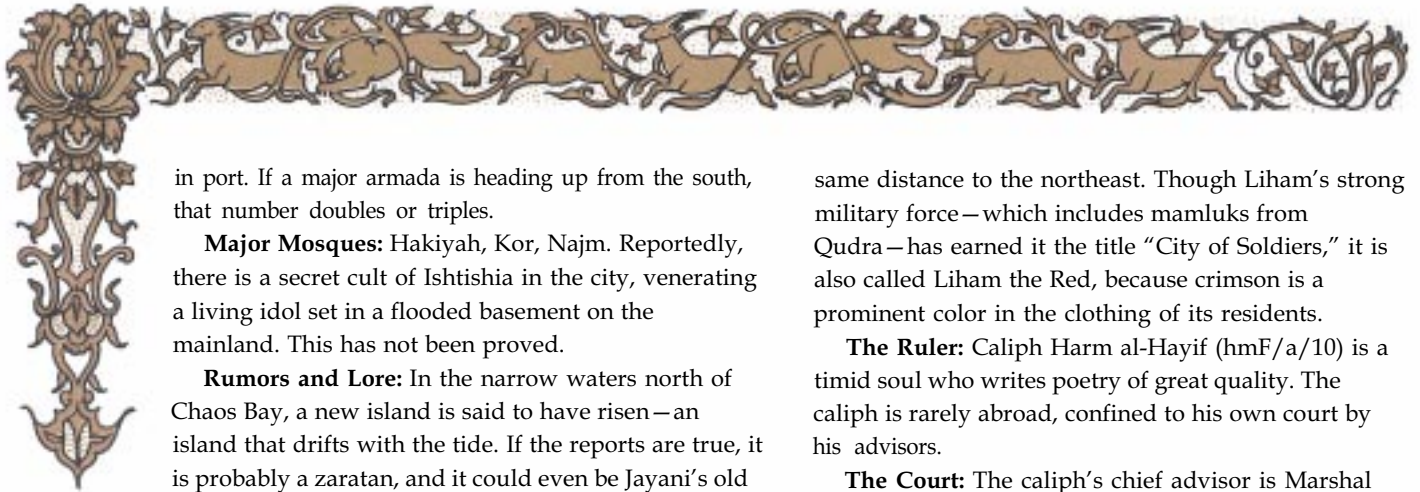 in port. If a major armada is heading up from the south,
that number doubles or triples.
Major Mosques: Hakiyah, Kor, Najm. Reportedly,
there is a secret cult of Ishtishia in the city, venerating
a living idol set in a flooded basement on the
mainland. This has not been proved.
Rumors and Lore: In the narrow waters north of
Chaos Bay, a new island is said to have risen—an
island that drifts with the tide. If the reports are true, it
is probably a zaratan, and it could even be Jayani’s old
same distance to the northeast. Though Liham’s strong
military force—which includes mamluks from
Qudra—has earned it the title “City of Soldiers,” it is
also called Liham the Red, because crimson is a
prominent color in the clothing of its residents.
The Ruler: Caliph Harm al-Hayif (hmF/a/10) is a
timid soul who writes poetry of great quality. The
caliph is rarely abroad, confined to his own court by
his advisors.
The Court: The caliph’s chief advisor is Marshal